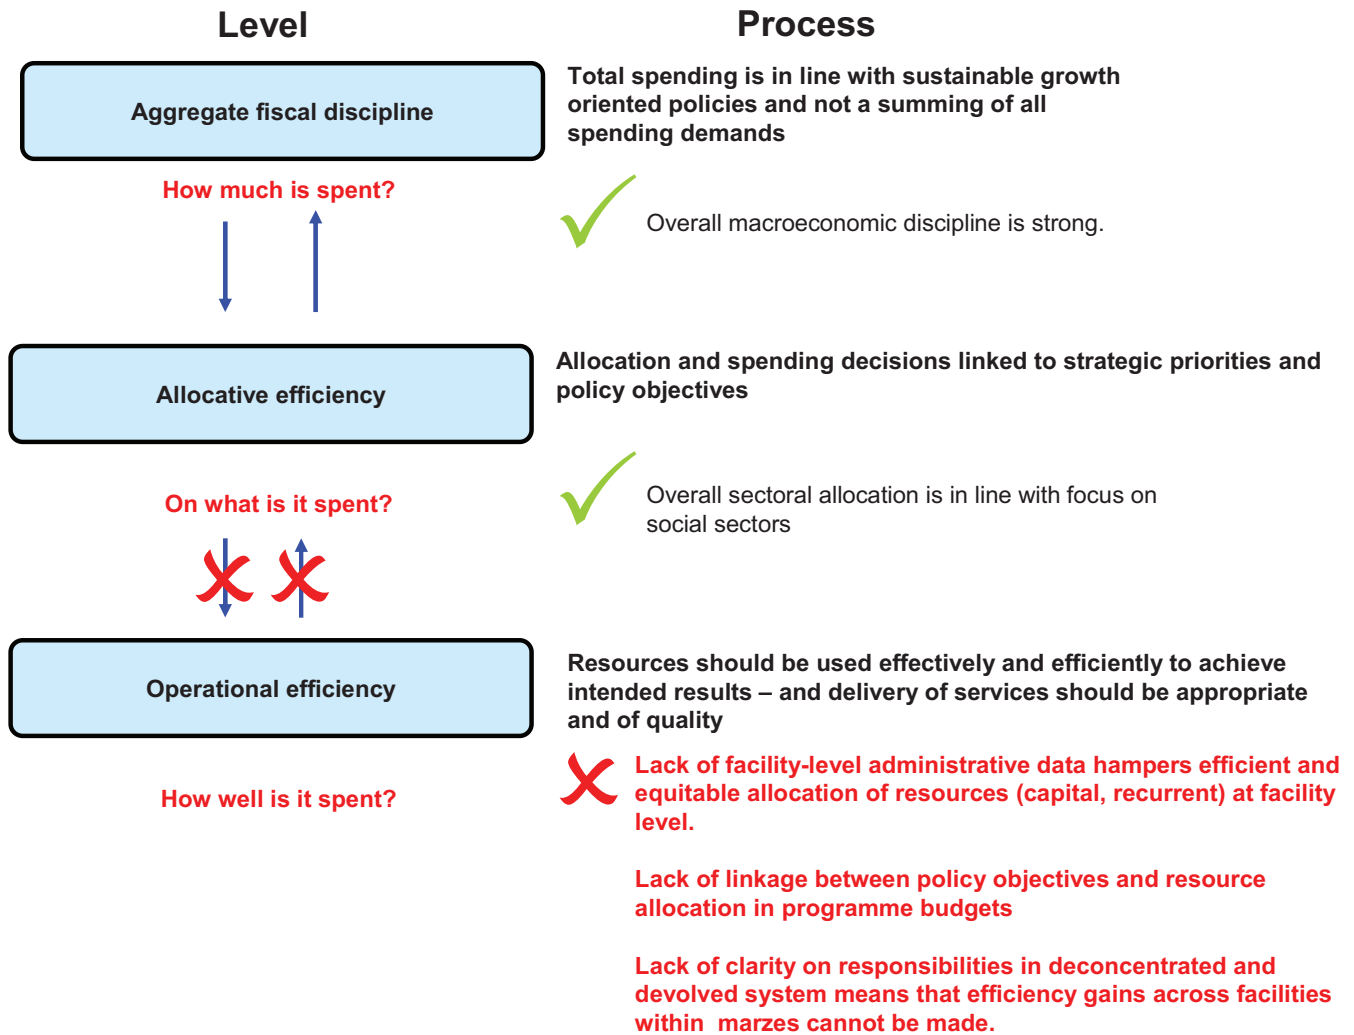 Level
Process
Aggregate fiscal discipline
Total spending is in line with sustainable growth
oriented policies and not a summing of all
spending demands
How much is spent?
Overall macroeconomic discipline is strong.
Allocative efficiency
Allocation and spending decisions linked to strategic priorities and
policy objectives
On what is it spent?
Overall sectoral allocation is in line with focus on
social sectors
Operational efficiency
Resources should be used effectively and efficiently to achieve
intended results – and delivery of services should be appropriate
and of quality
How well is it spent?
Lack of facility-level administrative data hampers efficient and
equitable allocation of resources (capital, recurrent) at facility
level.
Lack of linkage between policy objectives and resource
allocation in programme budgets
Lack of clarity on responsibilities in deconcentrated and
devolved system means that efficiency gains across facilities
within marzes cannot be made.